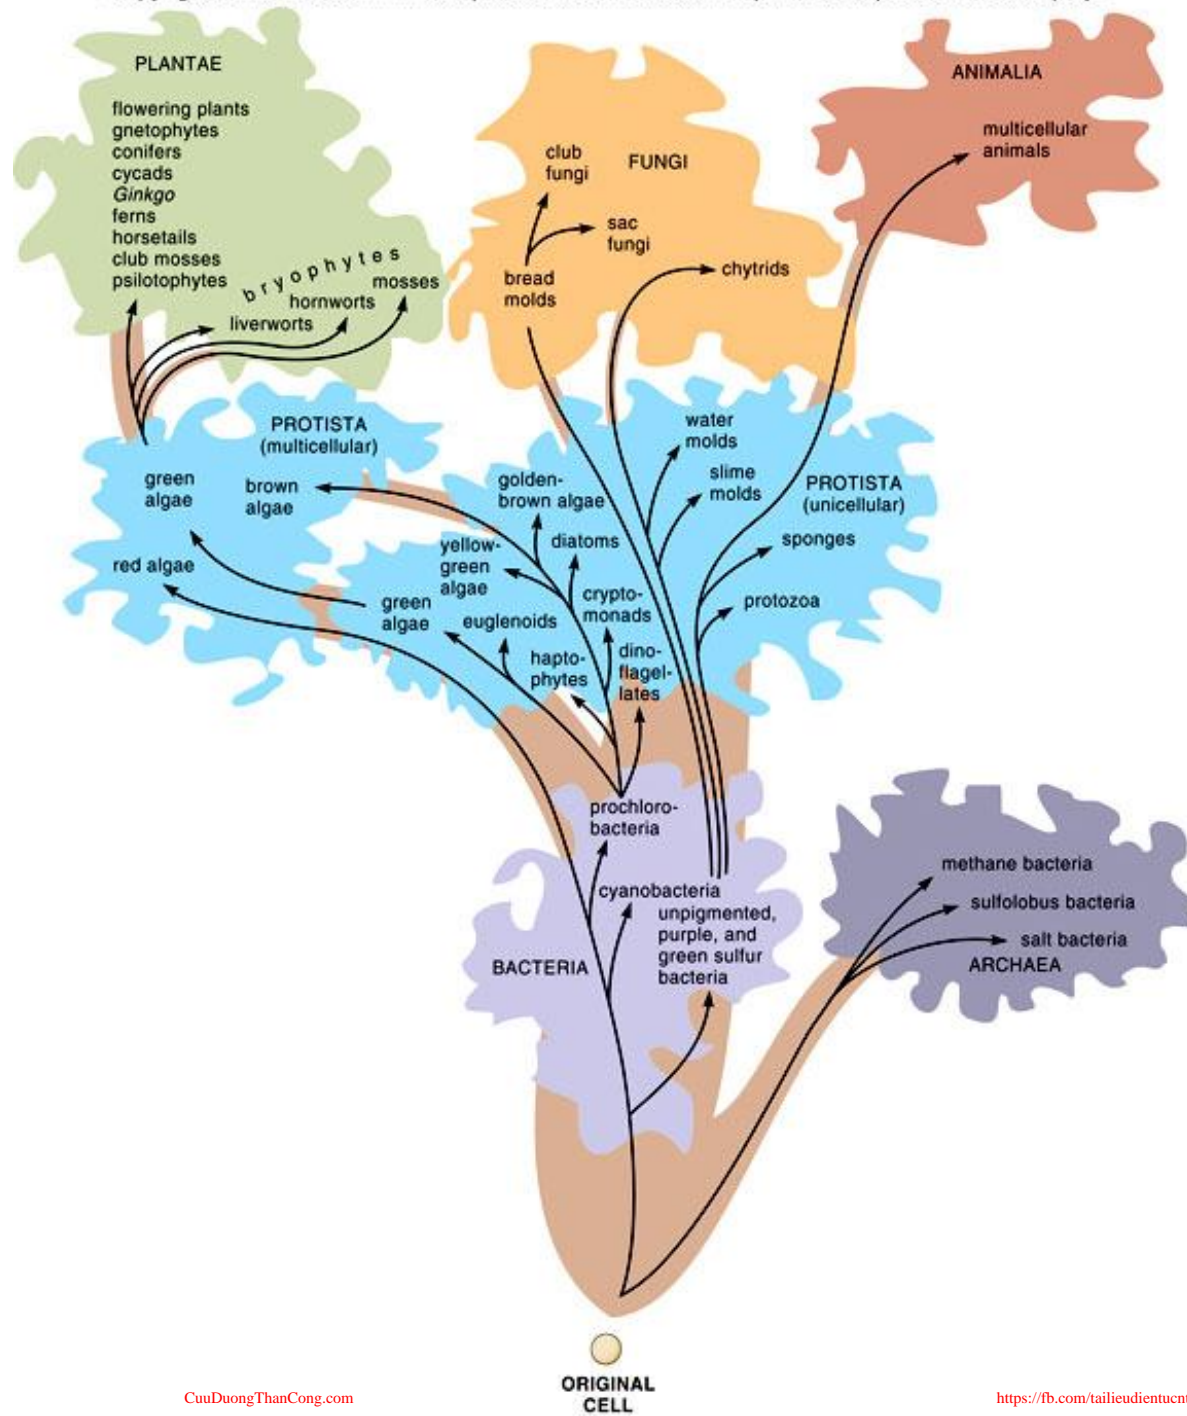 PLANTAE
flowering plants
gnetophytes
conifers
cycads
Ginkgo
ferns
horsetails
club mosses
psilotophytes
bryophytes
mosses
hornworts
liverworts
club
fungi
FUNGI
sac
fungi
bread
molds
chytrids
ANIMALIA
multicellular
animals
PROTISTA
(multicellular)
green
algae
brown
algae
red algae
golden-
brown algae
yellow-
green
algae
diatoms
green
algae
euglenoids
crypto-
monads
hapto-
phytes
dino-
flagel-
lates
water
molds
slime
molds
PROTISTA
(unicellular)
sponges
protozoa
prochloro-
bacteria
cyanobacteria
unpigmented,
purple, and
green sulfur
bacteria
BACTERIA
methane bacteria
sulfolobus bacteria
salt bacteria
ARCHAEA
ORIGINAL
CELL
CuuDuongThanCong.com
https://fb.com/tailieudientucnt